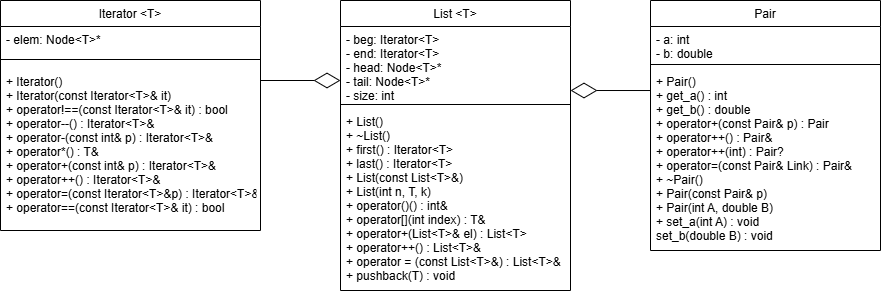 Iterator <T>
- elem: Node<T>*
+ Iterator()
+ Iterator(const Iterator<T>& it)
+ operator!==(const Iterator<T>& it) : bool
+ operator--() : Iterator<T>&
+ operator-(const int& p) : Iterator<T>&
+ operator*() : T&
+ operator+(const int& p) : Iterator<T>&
+ operator++() : Iterator<T>&
+ operator=(const Iterator<T>&p) : Iterator<T>&
+ operator==(const Iterator<T>& it) : bool
List <T>
- beg: Iterator<T>
- end: Iterator<T>
- head: Node<T>*
- tail: Node<T>*
- size: int
+ List()
+ ~List()
+ first() : Iterator<T>
+ last() : Iterator<T>
+ List(const List<T>&)
+ List(int n, T, k)
+ operator()() : int&
+ operator[](int index) : T&
+ operator+(List<T>& el) : List<T>
+ operator++() : List<T>&
+ operator = (const List<T>&) : List<T>&
+ pushback(T) : void
Pair
- a: int
- b: double
+ Pair()
+ get_a() : int
+ get_b() : double
+ operator+(const Pair& p) : Pair
+ operator++() : Pair&
+ operator++(int) : Pair?
+ operator=(const Pair& Link) : Pair&
+ ~Pair()
+ Pair(const Pair& p)
+ Pair(int A, double B)
+ set_a(int A) : void
set_b(double B) : void